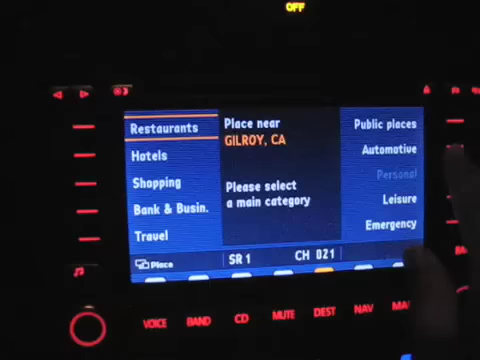 OFF
Restaurants
Hotels
Shopping
Bank & Busin.
Travel
Place near
GILROY, CA
Please select
a main category
Public places
Automotive
Personal
Leisure
Emergency
Place
SR 1
CH 021
VOICE BAND CD MUTE DEST NAV